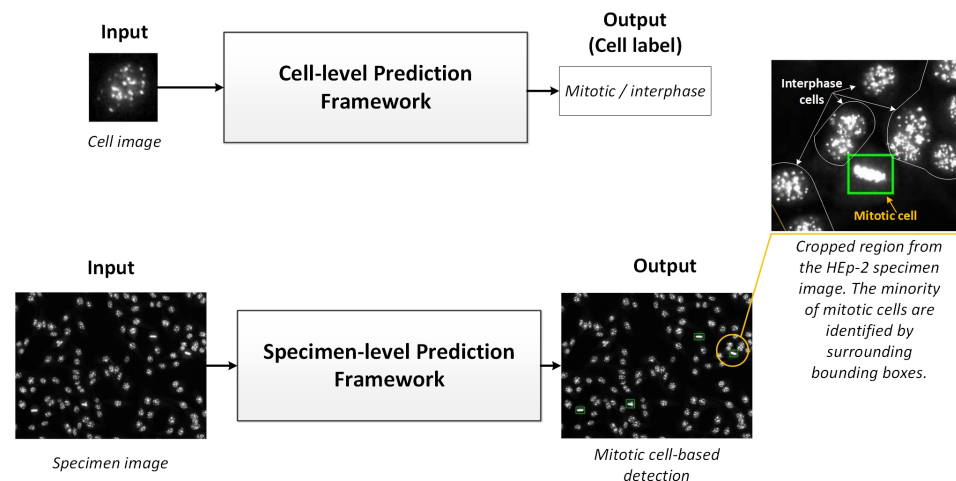 Input
Cell image
Cell-level Prediction
Framework
Output
(Cell label)
Mitotic / interphase
Interphase
cells
Mitotic cell
Cropped region from
the HEp-2 specimen
image. The minority
of mitotic cells are
identified by
surrounding
bounding boxes.
Input
Specimen image
Specimen-level Prediction
Framework
Output
Mitotic cell-based
detection